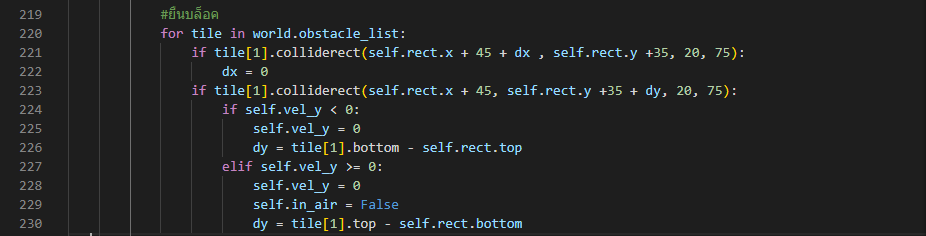 219 #ยืนบล็อค
220 for tile in world.obstacle_list:
221 if tile[1].colliderect(self.rect.x + 45 + dx , self.rect.y +35, 20, 75):
222 dx = 0
223 if tile[1].colliderect(self.rect.x + 45, self.rect.y +35 + dy, 20, 75):
224 if self.vel_y < 0:
225 self.vel_y = 0
226 dy = tile[1].bottom - self.rect.top
227 elif self.vel_y >= 0:
228 self.vel_y = 0
229 self.in_air = False
230 dy = tile[1].top - self.rect.bottom